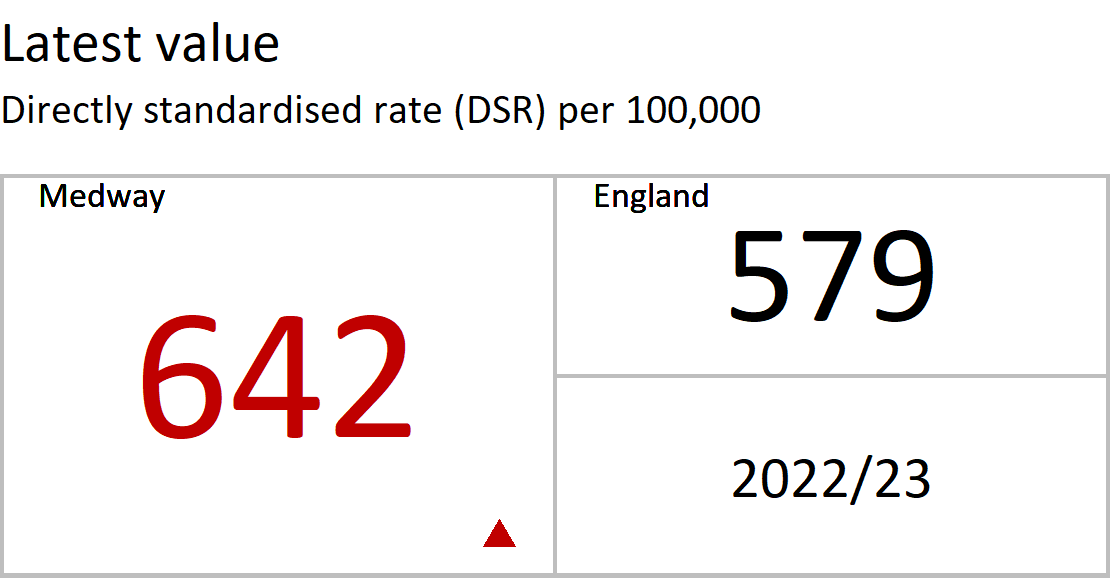 Latest value
Directly standardised rate (DSR) per 100,000
Medway
642
England
579
2022/23